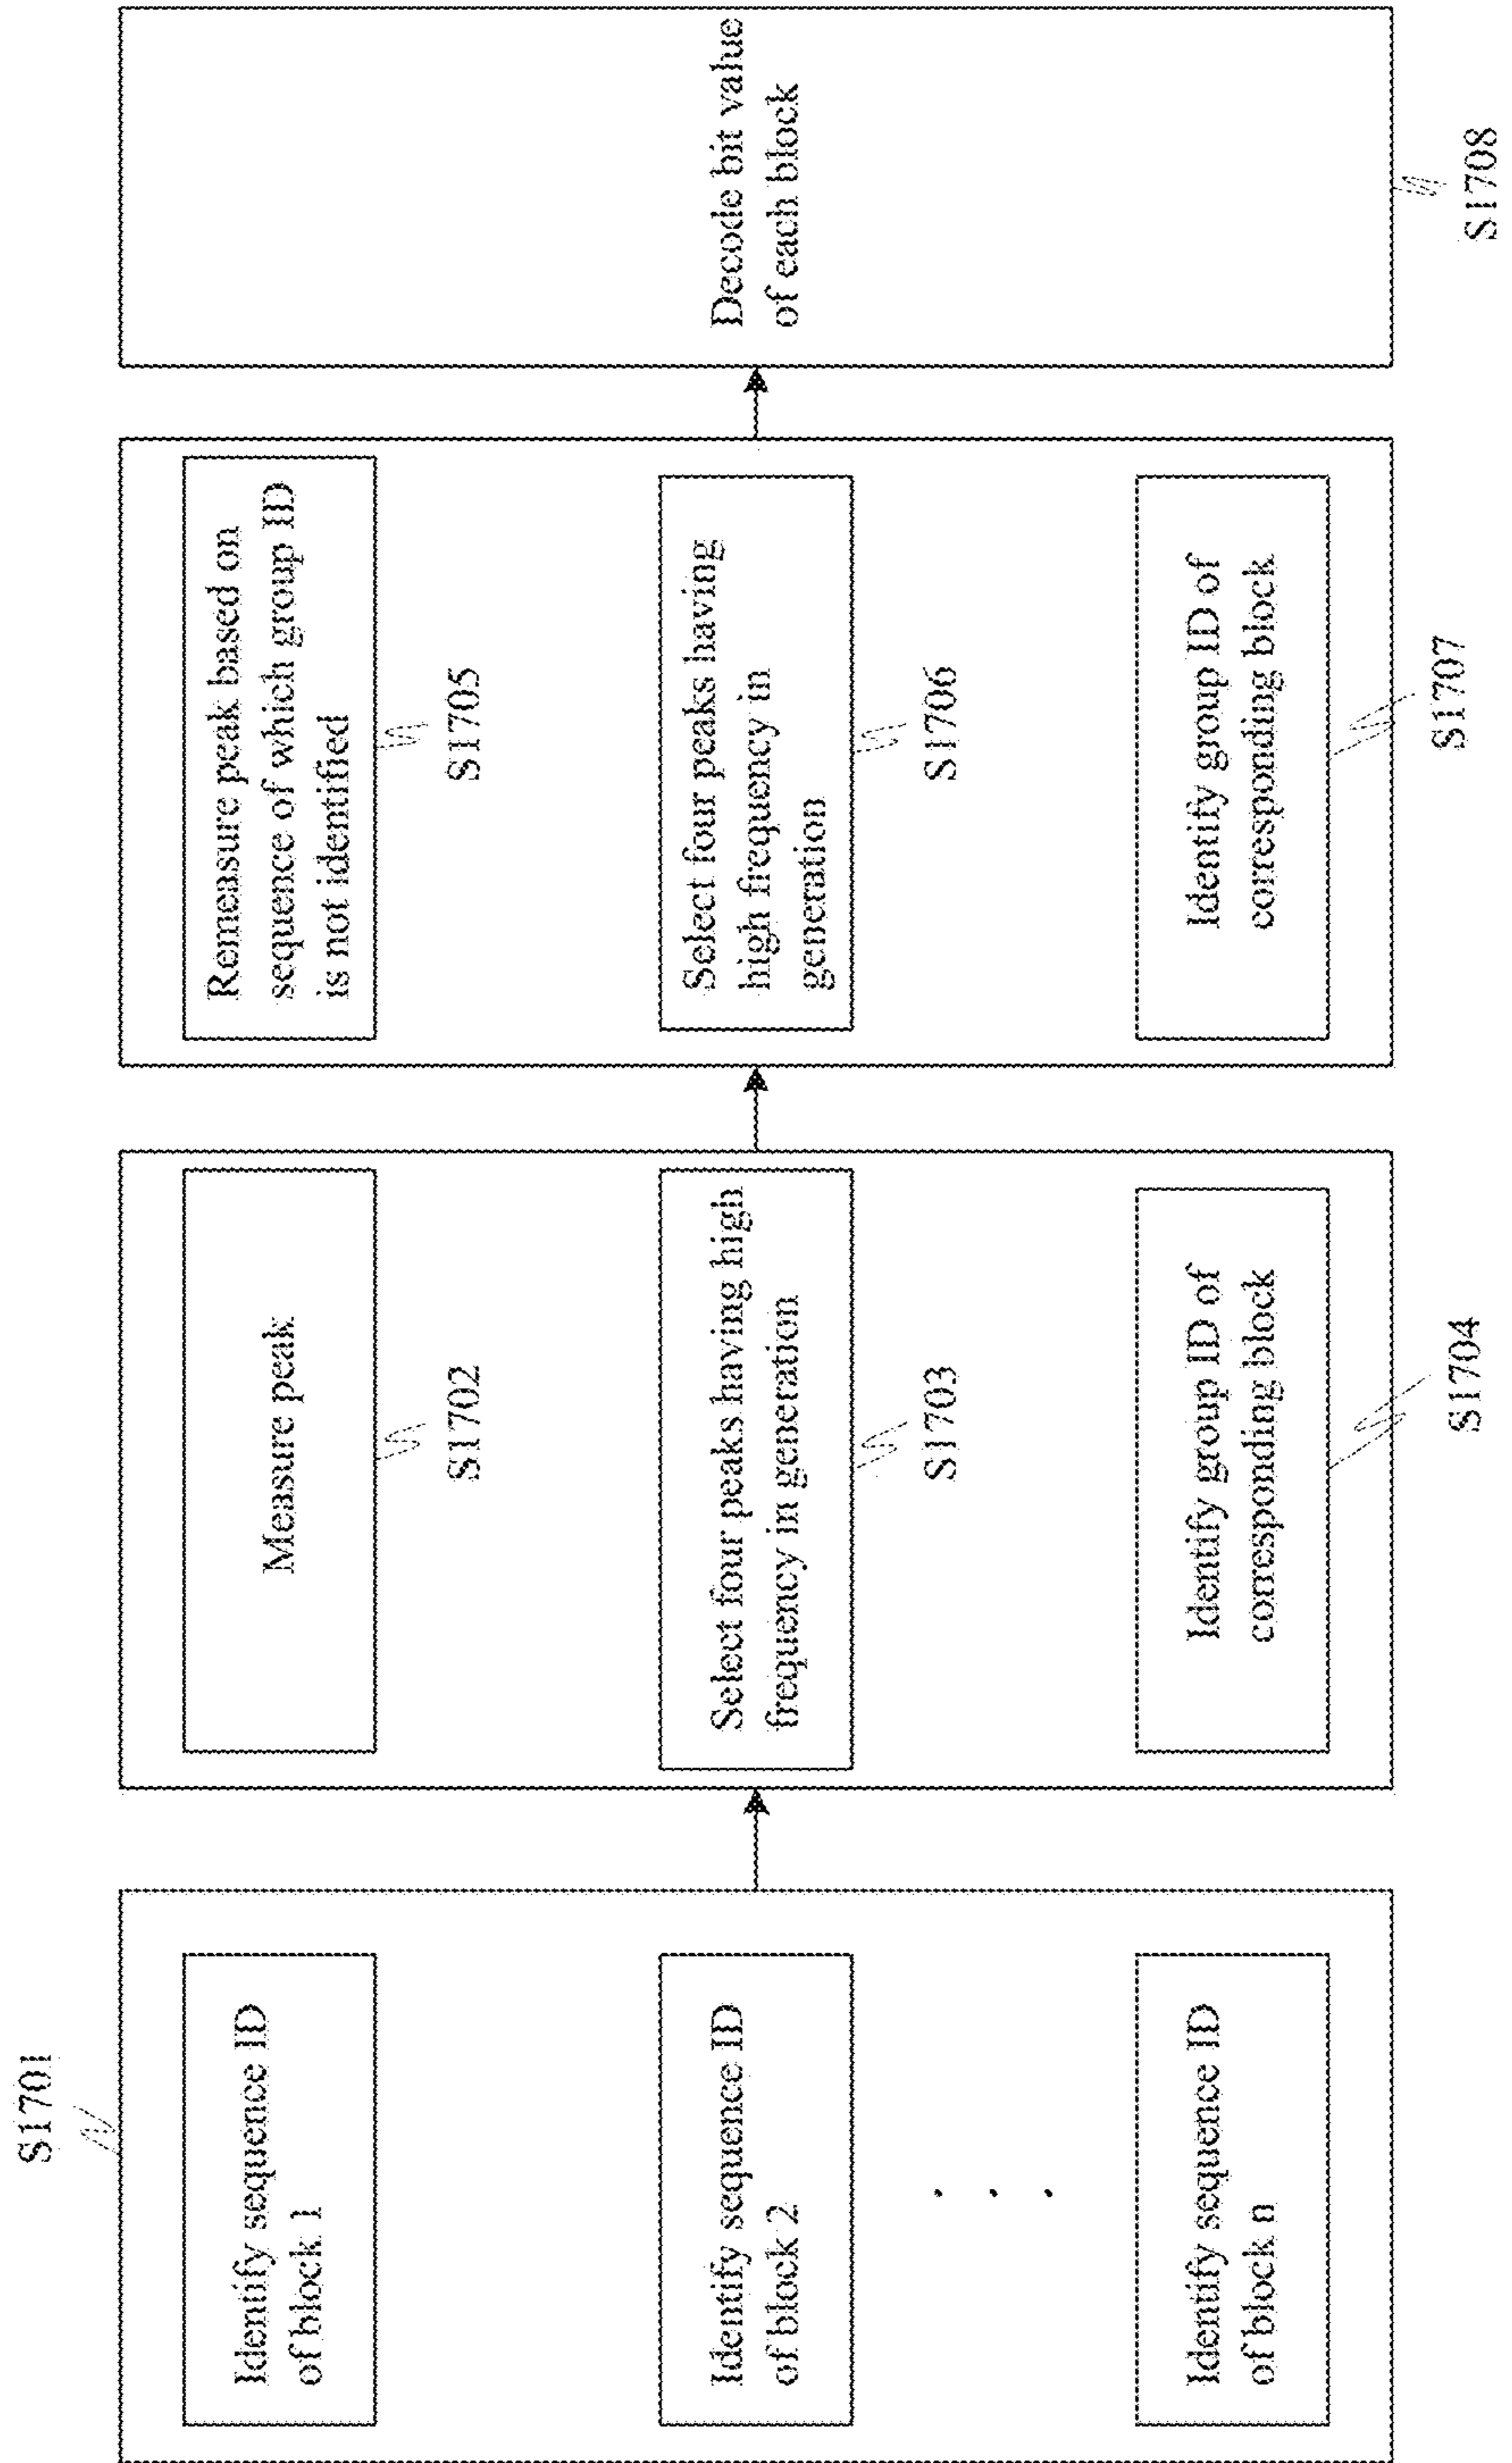 S1701
Identify sequence ID
of block 1
Identify sequence ID
of block 2
. . .
Identify sequence ID
of block n
Measure peak
S1702
Select four peaks having high
frequency in generation
S1703
Identify group ID of
corresponding block
S1704
Remeasure peak based on
sequence of which group ID
is not identified
S1705
Select four peaks having
high frequency in
generation
S1706
Identify group ID of
corresponding block
S1707
Decode bit value
of each block
S1708